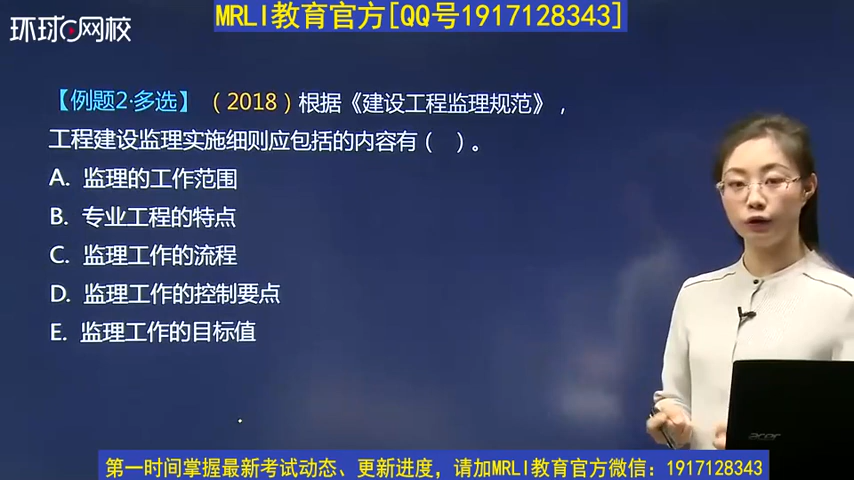 MRLI教育官方[QQ号1917128343]
环球网校
【例题2·多选】（2018）根据《建设工程监理规范》，
工程建设监理实施细则应包括的内容有（ ）。
A. 监理的工作范围
B. 专业工程的特点
C. 监理工作的流程
D. 监理工作的控制要点
E. 监理工作的目标值
acer
第一时间掌握最新考试动态、更新进度，请加MRLI教育官方微信：1917128343